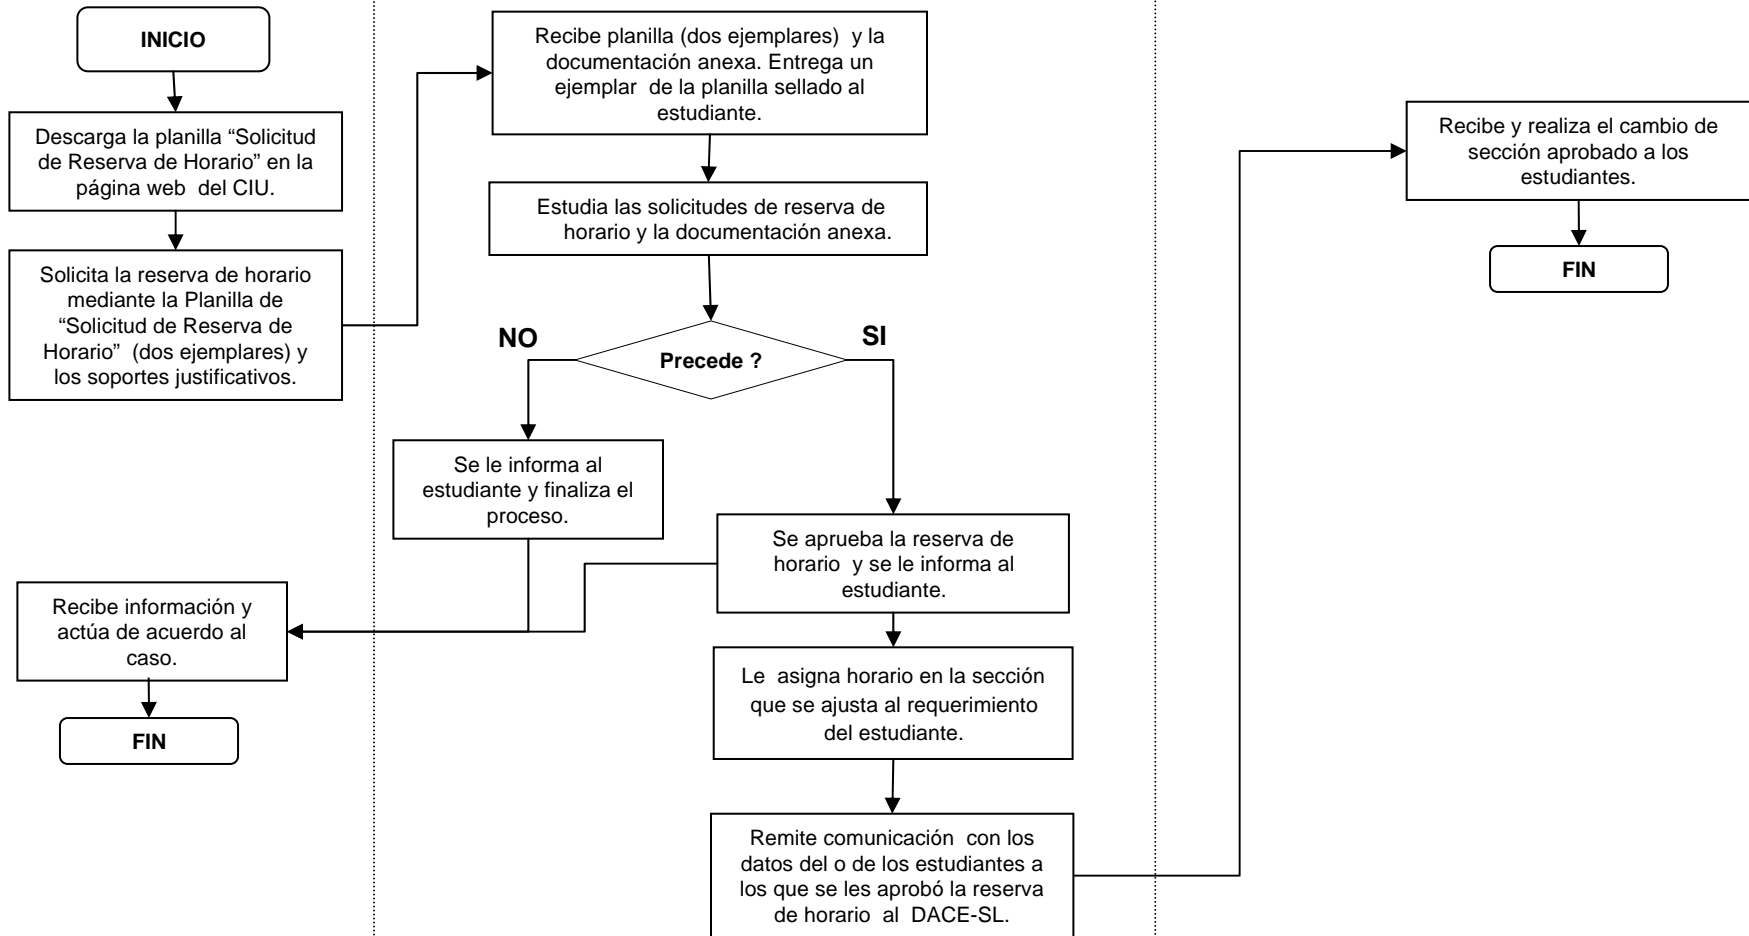 INICIO
Descarga la planilla “Solicitud
de Reserva de Horario” en la
página web del CIU.
Solicita la reserva de horario
mediante la Planilla de
“Solicitud de Reserva de
Horario” (dos ejemplares) y
los soportes justificativos.
Recibe planilla (dos ejemplares) y la
documentación anexa. Entrega un
ejemplar de la planilla sellado al
estudiante.
Estudia las solicitudes de reserva de
horario y la documentación anexa.
Precede ?
NO
SI
Se le informa al
estudiante y finaliza el
proceso.
Se aprueba la reserva de
horario y se le informa al
estudiante.
Recibe información y
actúa de acuerdo al
caso.
FIN
Le asigna horario en la sección
que se ajusta al requerimiento
del estudiante.
Remite comunicación con los
datos del o de los estudiantes a
los que se les aprobó la reserva
de horario al DACE-SL.
Recibe y realiza el cambio de
sección aprobado a los
estudiantes.
FIN